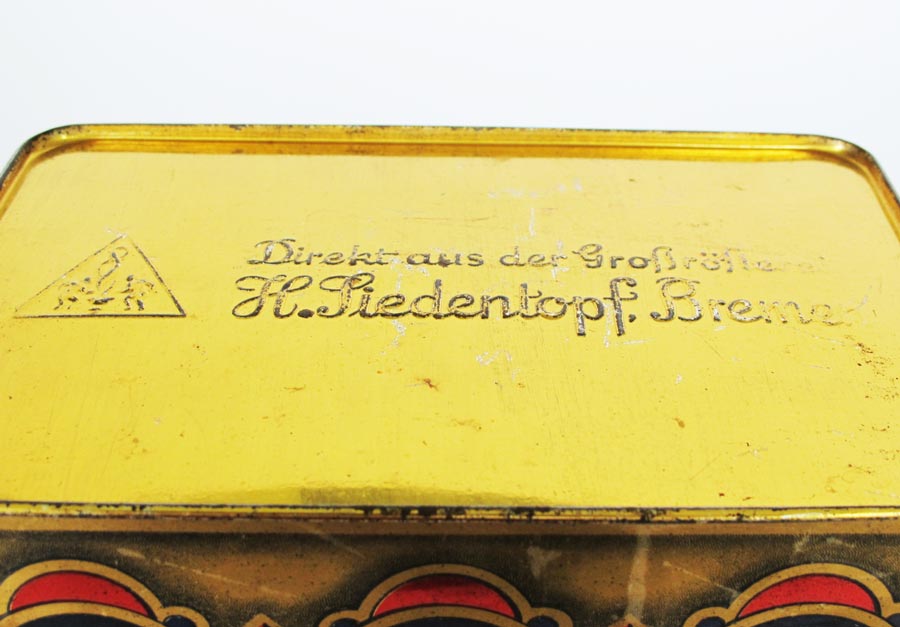 Direkt aus der Großrösterei
H. Siedentopf, Bremen